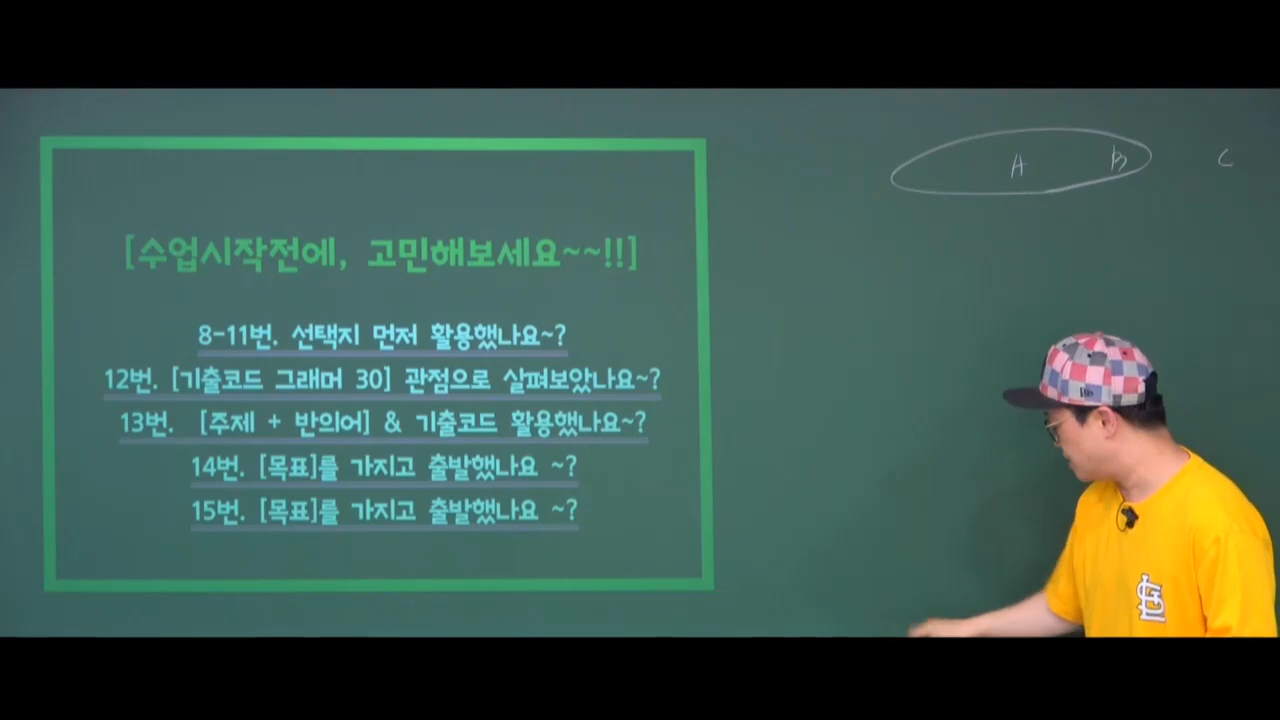 [수업시작전에, 고민해보세요~~!!]
8-11번. 선택지 먼저 활용했나요~?
12번. [기출코드 그래머 30] 관점으로 살펴보았나요~?
13번. [주제 + 반의어] & 기출코드 활용했나요~?
14번. [목표]를 가지고 출발했나요 ~?
15번. [목표]를 가지고 출발했나요 ~?
A B C
STL